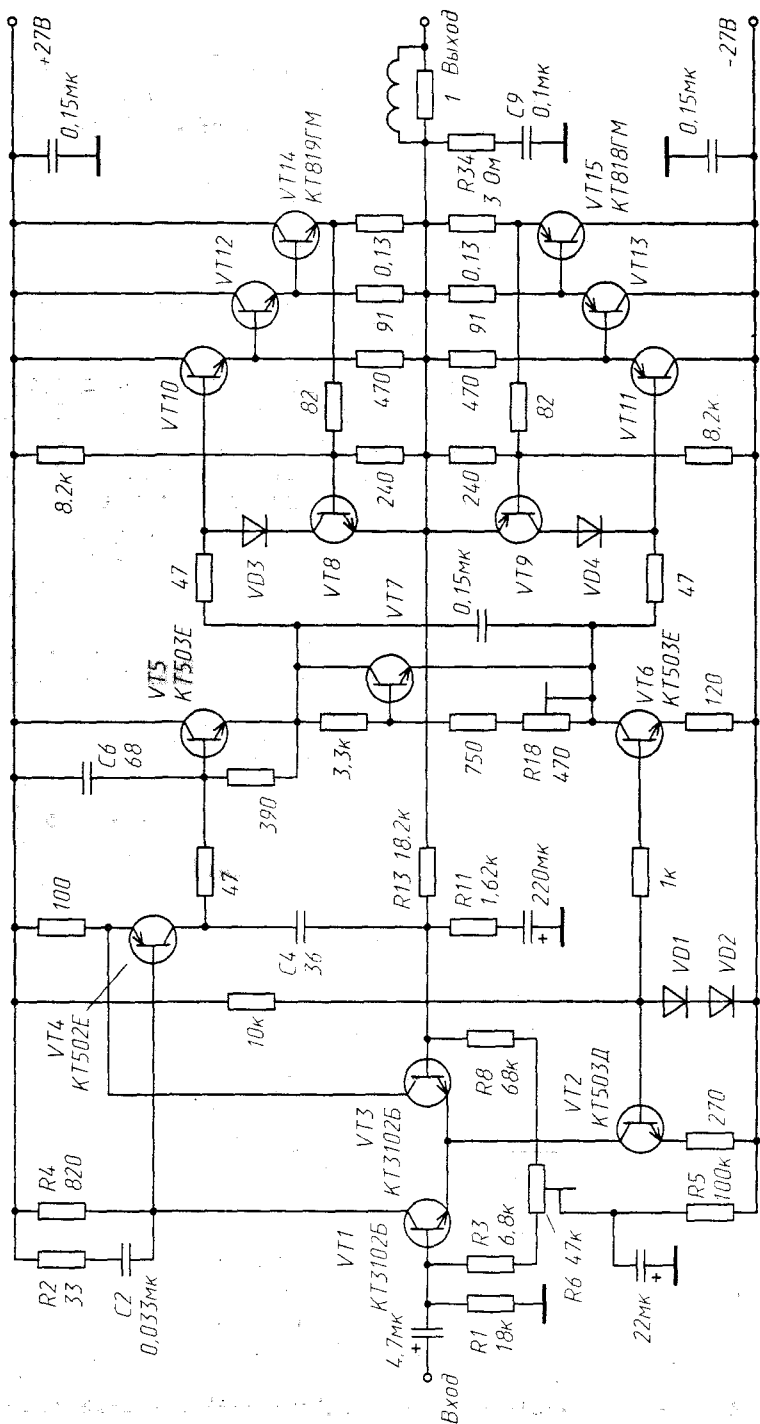 +27В
0,15мк
R4
820
R2
33
C2
0,033мк
VT4
КТ502Е
100
C6
68
VT5
КТ503Е
8.2к
VT10
VT12
VT14
КТ819ГМ
47
390
10к
47
C4
36
VD3
VT8
82
470
91
0,13
240
VT7
3,3к
0,15мк
Вход
4,7мк
VT1
КТ3102Б
VT3
КТ3102Б
R1
18к
R3
6,8к
R8
68к
R6 47к
R13 18.2к
R11
1,62к
220мк
750
R18
470
240
470
91
0,13
82
VT9
VD4
47
1
Выход
R34
3 Ом
C9
0,1мк
VT2
КТ503Д
270
R5
100к
22мк
VD1
VD2
1к
VT6
КТ503Е
120
VT11
8,2к
VT13
VT15
КТ818ГМ
0,15мк
-27В